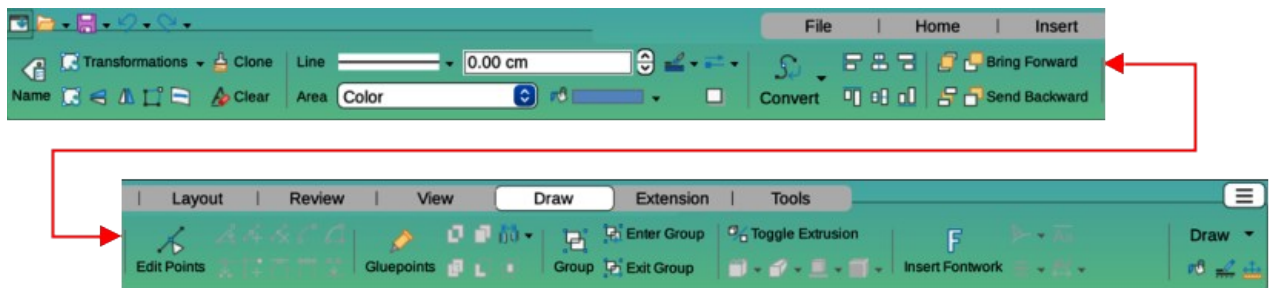 File | Home | Insert
Transformations Clone Line 0.00 cm Bring Forward
Name Clear Area Color Convert Send Backward
| Layout | Review | View Draw Extension | Tools
Enter Group Toggle Extrusion Draw
Edit Points Gluepoints Group Exit Group Insert Fontwork